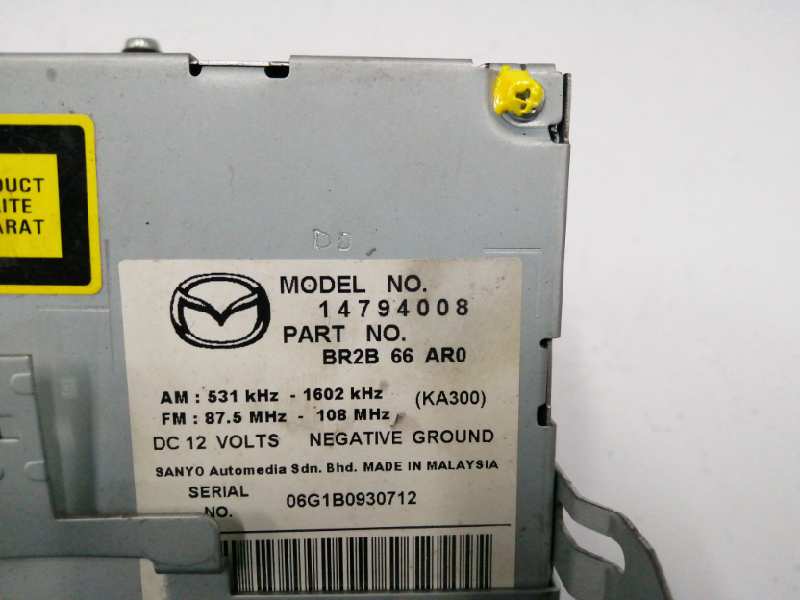 DUCT
ITE
ARAT
MODEL NO.
14794008
PART NO.
BR2B 66 AR0
AM : 531 kHz - 1602 kHz (KA300)
FM : 87.5 MHz - 108 MHz
DC 12 VOLTS NEGATIVE GROUND
SANYO Automedia Sdn. Bhd. MADE IN MALAYSIA
SERIAL NO. 06G1B0930712